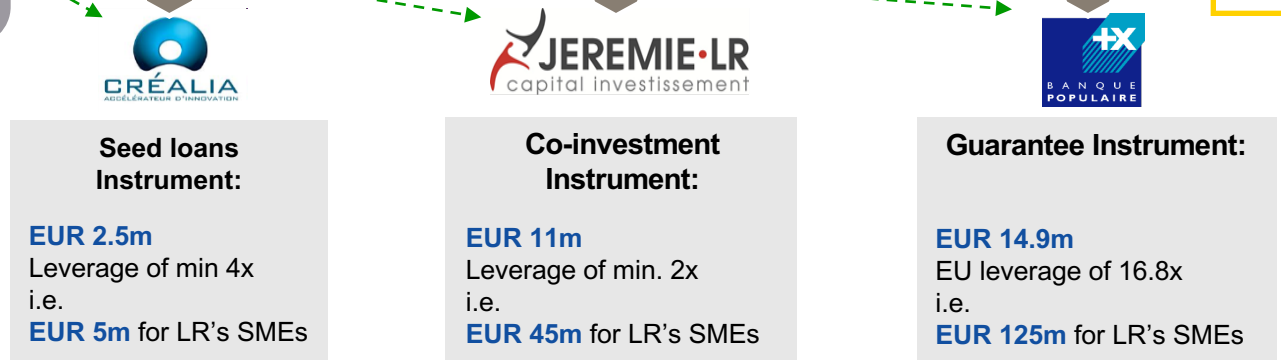 CRÉALIA
ACCÉLÉRATEUR D'INNOVATION
JEREMIE•LR
capital investissement
+X
BANQUE
POPULAIRE
Seed loans
Instrument:
EUR 2.5m
Leverage of min 4x
i.e.
EUR 5m for LR’s SMEs
Co-investment
Instrument:
EUR 11m
Leverage of min. 2x
i.e.
EUR 45m for LR’s SMEs
Guarantee Instrument:
EUR 14.9m
EU leverage of 16.8x
i.e.
EUR 125m for LR’s SMEs